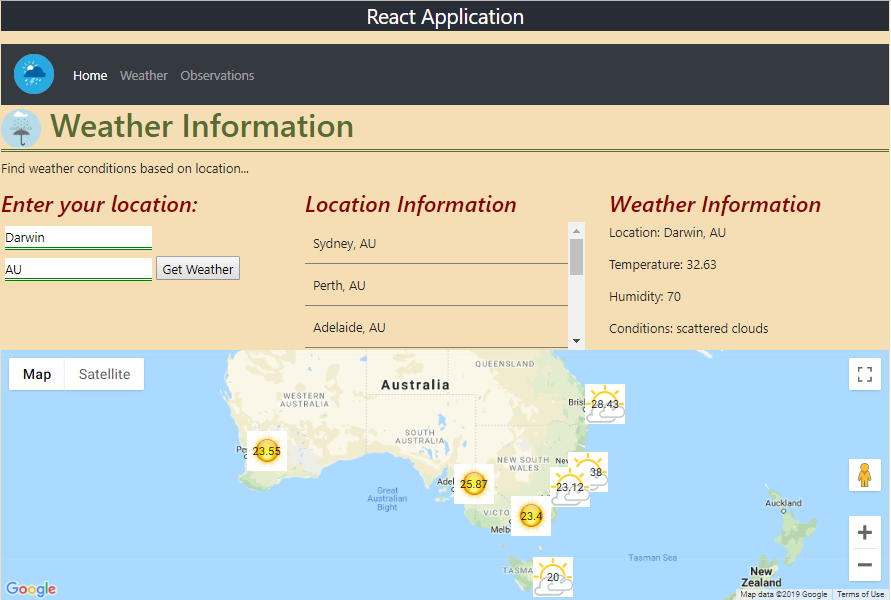 React Application
Home Weather Observations
Weather Information
Find weather conditions based on location...
Enter your location:
Darwin
AU
Get Weather
Location Information
Sydney, AU
Perth, AU
Adelaide, AU
Weather Information
Location: Darwin, AU
Temperature: 32.63
Humidity: 70
Conditions: scattered clouds
Map Satellite
QUEENSLAND
Australia
WESTERN
AUSTRALIA
Brisb
28.43
SOUTH
AUSTRALIA
Pe
23.55
NEW SOUTH
WALES
New
38
Adel
25.87
23.12
Great
Australian
Bight
VICTO
23.4
Melb
Auckland
Tasman Sea
TASMA
20
New
Zealand
Google
Map data ©2019 Google
Terms of Use